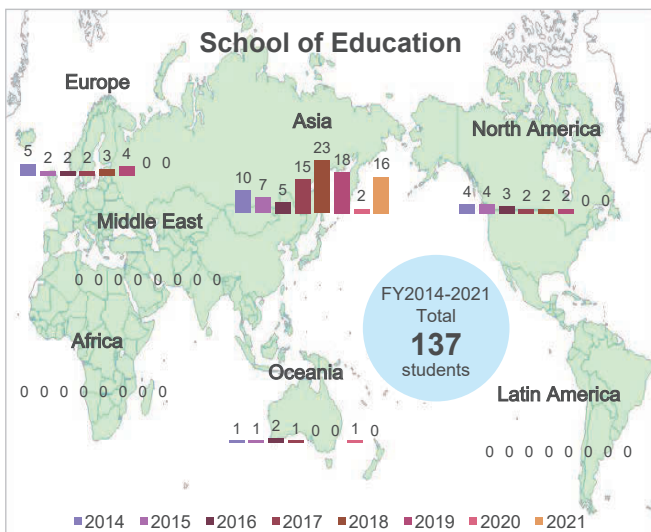 School of Education
Europe
5 2 2 2 3 4 0 0
Asia
10 7 5 15 23 18 2 16
North America
4 4 3 2 2 2 0 0
Middle East
0 0 0 0 0 0 0 0
Africa
0 0 0 0 0 0 0 0
FY2014-2021
Total
137
students
Oceania
1 1 2 1 0 0 1 0
Latin America
0 0 0 0 0 0 0 0
2014 2015 2016 2017 2018 2019 2020 2021